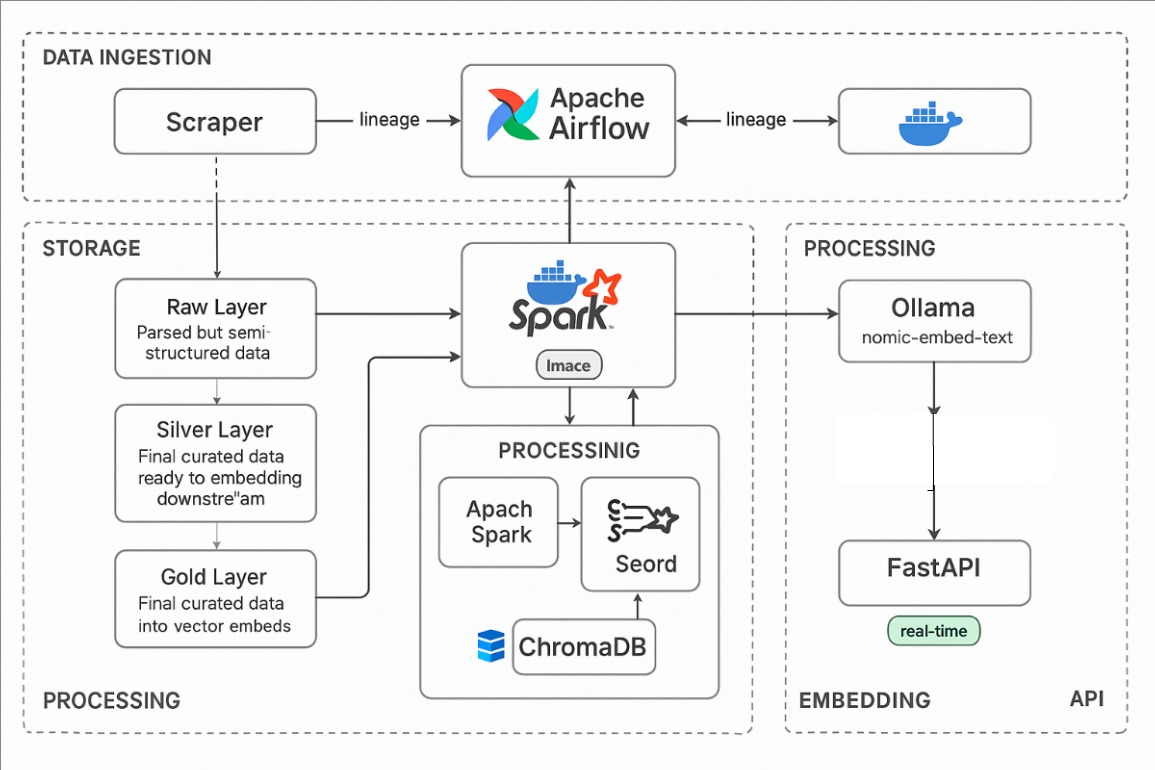 DATA INGESTION
Scraper
lineage
Apache
Airflow
lineage
STORAGE
Raw Layer
Parsed but semi-
structured data
Silver Layer
Final curated data
ready to embedding
downstre"am
Gold Layer
Final curated data
into vector embeds
PROCESSING
Spark
Imace
PROCESSINIG
Apach
Spark
Seord
ChromaDB
PROCESSING
Ollama
nomic-embed-text
FastAPI
real-time
EMBEDDING
API